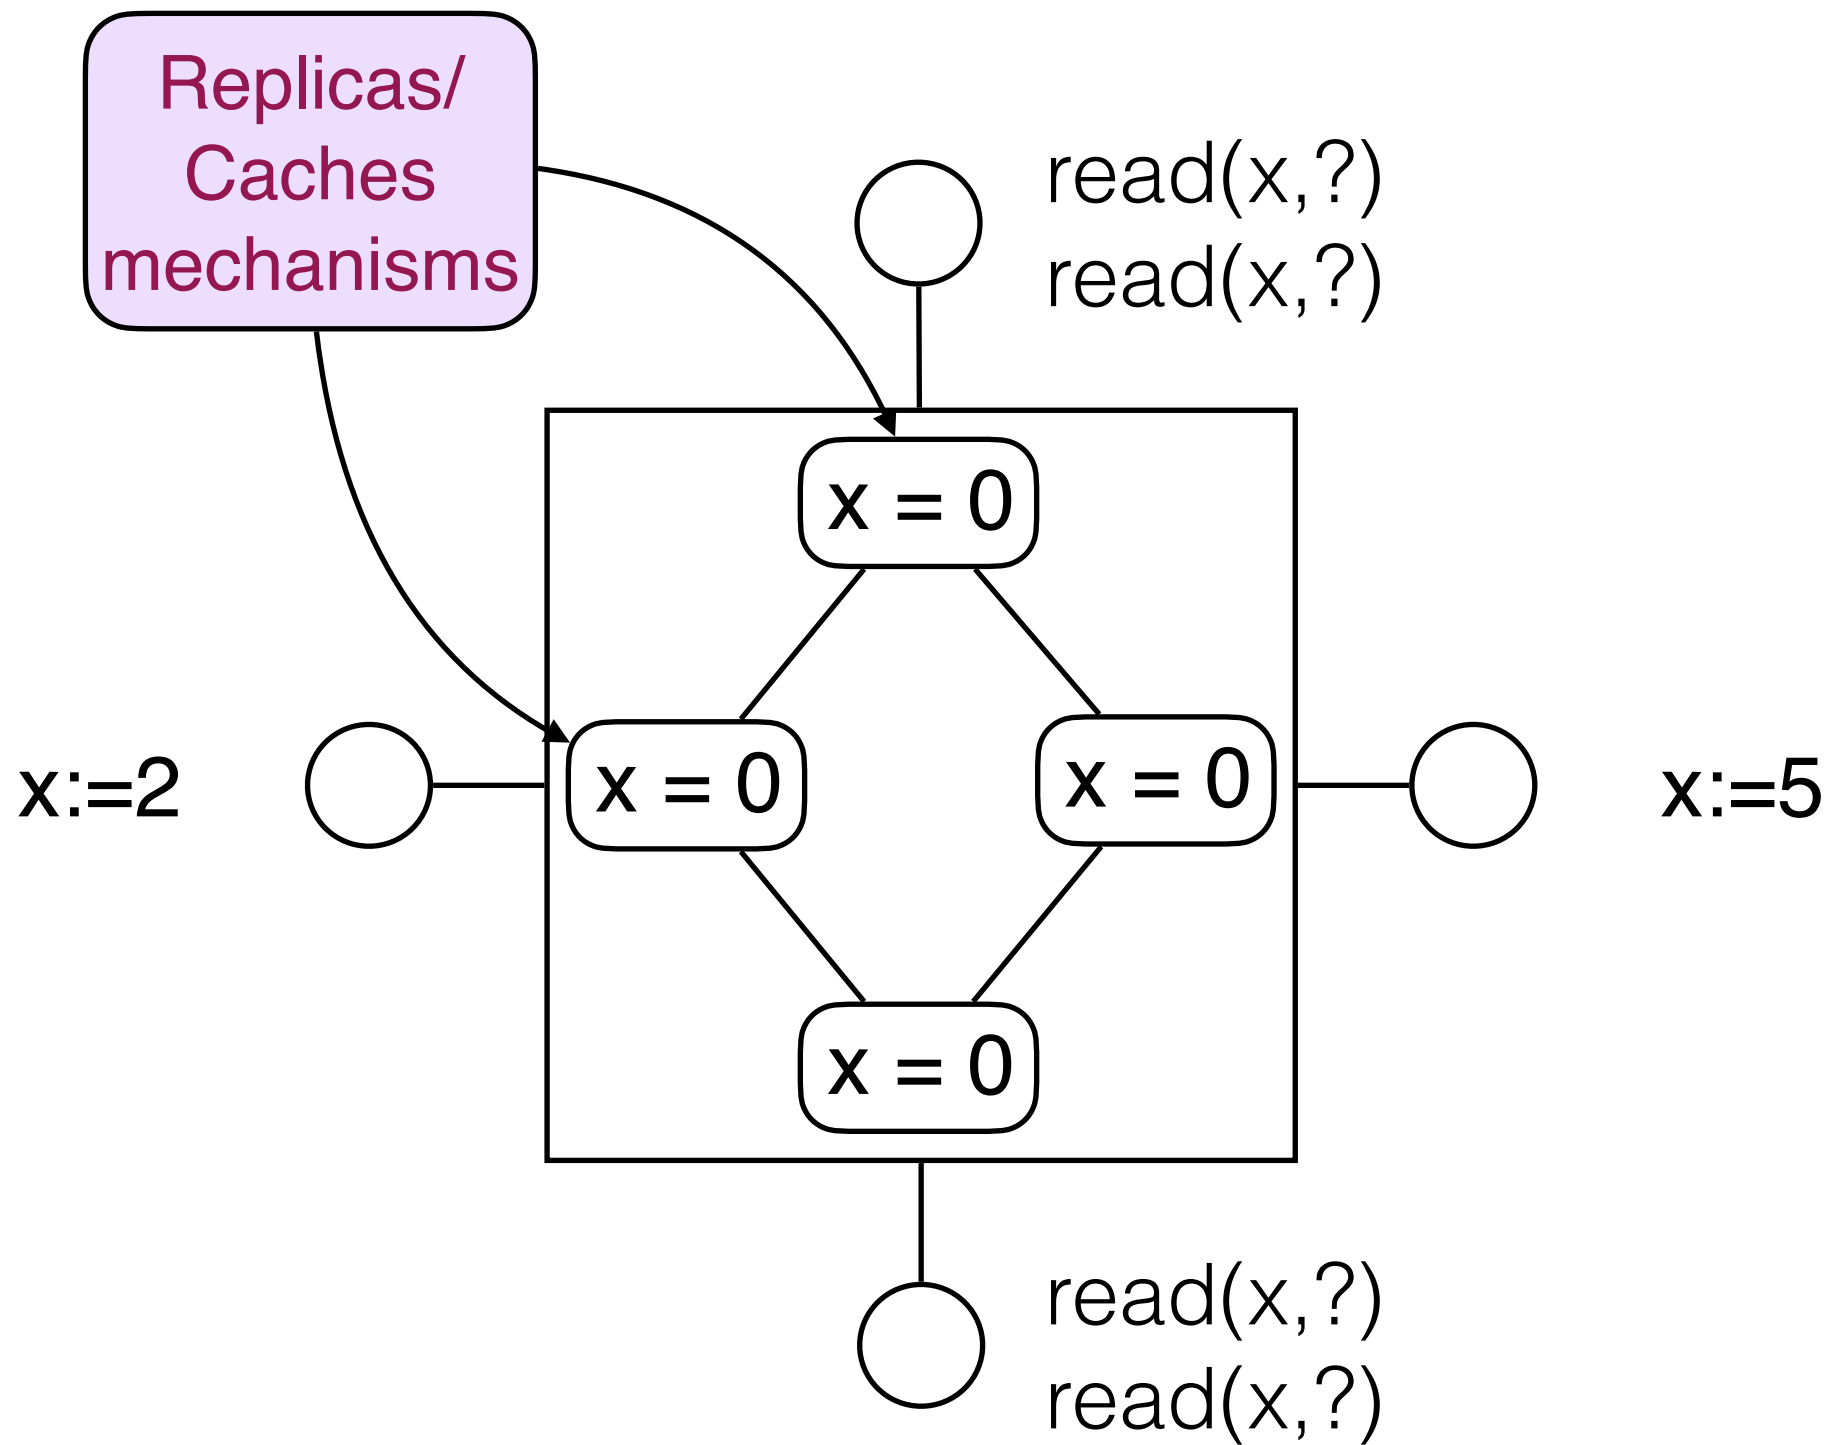 Replicas/
Caches
mechanisms
read(x,?)
read(x,?)
x = 0
x:=2
x = 0
x = 0
x:=5
x = 0
read(x,?)
read(x,?)